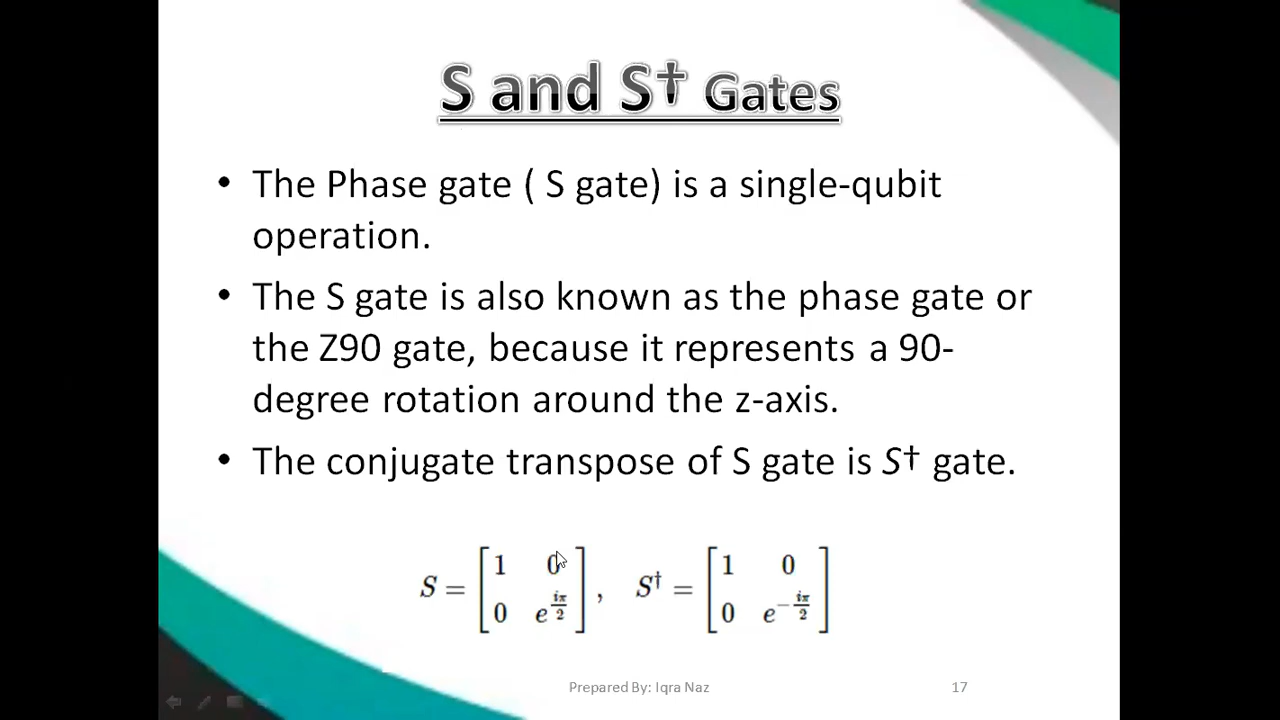 S and S† Gates
• The Phase gate ( S gate) is a single-qubit
operation.
• The S gate is also known as the phase gate or
the Z90 gate, because it represents a 90-
degree rotation around the z-axis.
• The conjugate transpose of S gate is S† gate.
S = [1 0; 0 e^{iπ/2}], S† = [1 0; 0 e^{-iπ/2}]
Prepared By: Iqra Naz 17